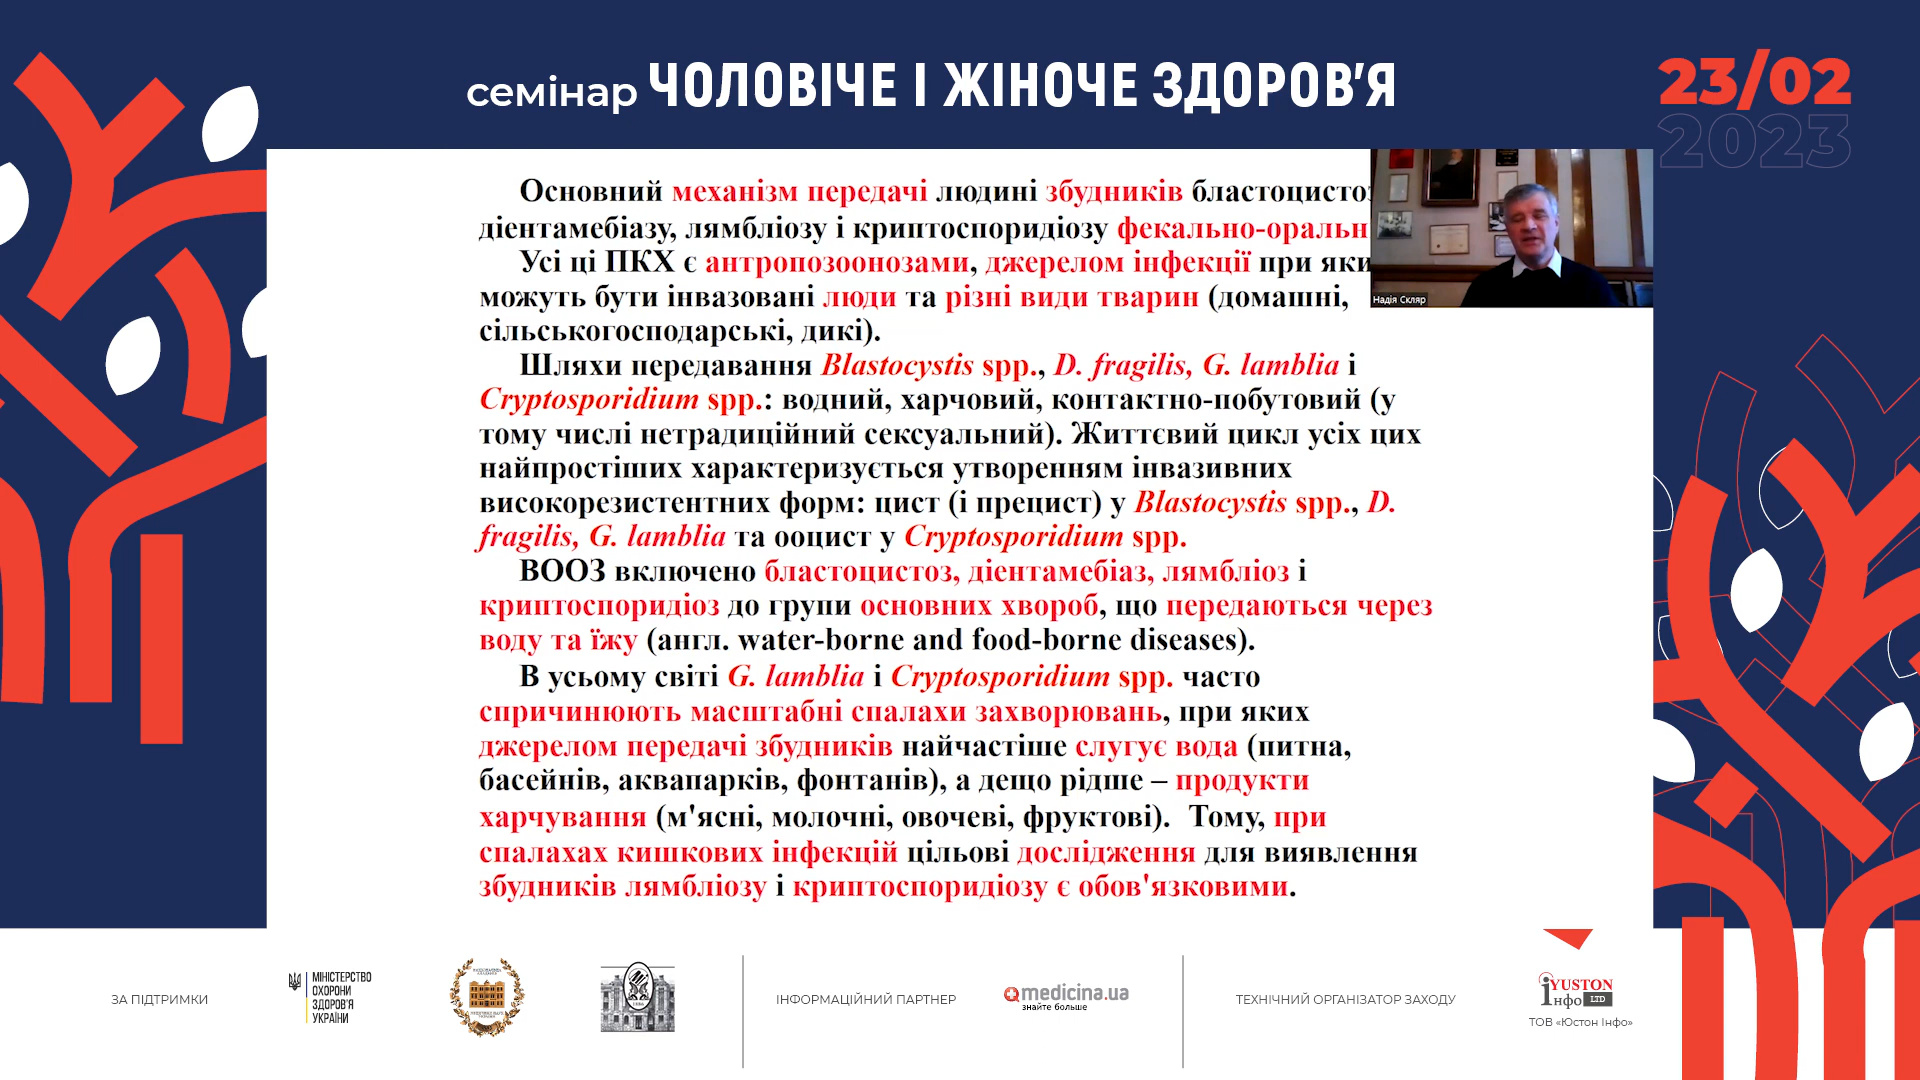 семінар ЧОЛОВІЧЕ І ЖІНОЧЕ ЗДОРОВ'Я
23/02
2023
Основний механізм передачі людині збудників
діентамебіазу, лямбліозу і криптоспоридіозу
Усі ці ПКХ є антропозоонозами, джерелом інфекції при
можуть бути інвазовані люди та різні види тварин (домашні,
сільськогосподарські, дикі).
Шляхи передавання Blastocystis spp., D. fragilis, G. lamblia і
Cryptosporidium spp.: водний, харчовий, контактно-побутовий (у
тому числі нетрадиційний сексуальний). Життєвий цикл усіх цих
найпростіших характеризується утворенням інвазивних
високорезистентних форм: цист (і прецист) у Blastocystis spp., D.
fragilis, G. lamblia та ооцист у Cryptosporidium spp.
ВООЗ включено бластоцистоз, діентамебіаз, лямбліоз і
криптоспоридіоз до групи основних хвороб, що передаються через
воду та їжу (англ. water-borne and food-borne diseases).
В усьому світі G. lamblia і Cryptosporidium spp. часто
спричинюють масштабні спалахи захворювань, при яких
джерелом передачі збудників найчастіше слугує вода (питна,
басейнів, аквапарків, фонтанів), а дещо рідше – продукти
харчування (м'ясні, молочні, овочеві, фруктові). Тому, при
спалахах кишкових інфекцій цільові дослідження для виявлення
збудників лямбліозу і криптоспоридіозу є обов'язковими.
Надія Скляр
ЗА ПІДТРИМКИ
МІНІСТЕРСТВО
ОХОРОНИ
ЗДОРОВ'Я
УКРАЇНИ
ІНФОРМАЦІЙНИЙ ПАРТНЕР
medicina.ua
знайте больше
ТЕХНІЧНИЙ ОРГАНІЗАТОР ЗАХОДУ
iYUSTON
Iнфо LTD
ТОВ «Юстон Інфо»